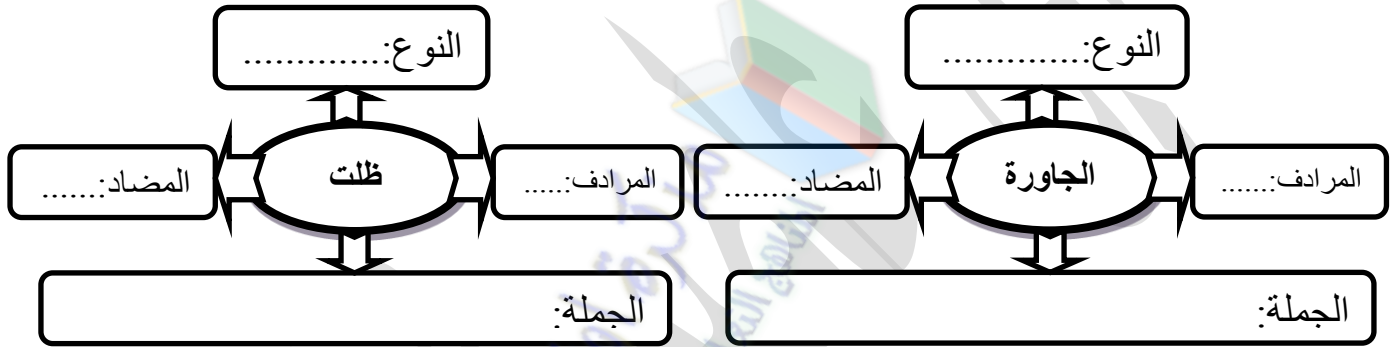 النوع:..............
النوع:..............
المرادف:......
الجاورة
المضاد:........
المرادف:.....
ظلت
المضاد:.......
الجملة:
الجملة: